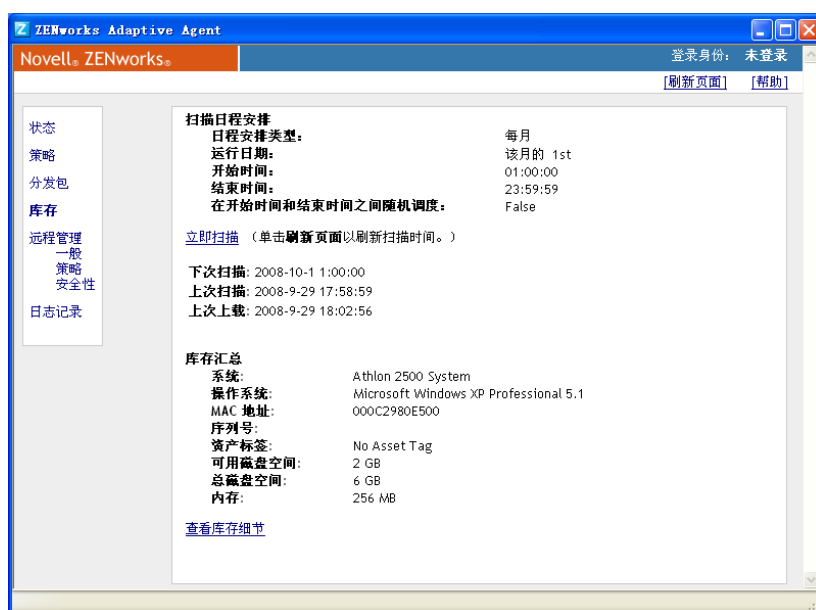 ZENworks Adaptive Agent
Novell® ZENworks®
登录身份: 未登录
[刷新页面] [帮助]
状态
策略
分发包
库存
远程管理
一般
策略
安全性
日志记录
扫描日程安排
日程安排类型: 每月
运行日期: 该月的 1st
开始时间: 01:00:00
结束时间: 23:59:59
在开始时间和结束时间之间随机调度: False
立即扫描 (单击刷新页面以刷新扫描时间。)
下次扫描: 2008-10-1 1:00:00
上次扫描: 2008-9-29 17:58:59
上次上载: 2008-9-29 18:02:56
库存汇总
系统: Athlon 2500 System
操作系统: Microsoft Windows XP Professional 5.1
MAC 地址: 000C2980E500
序列号:
资产标签: No Asset Tag
可用磁盘空间: 2 GB
总磁盘空间: 6 GB
内存: 256 MB
查看库存细节